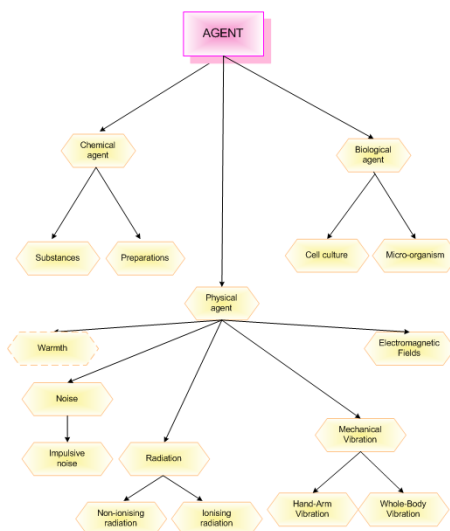 AGENT
Chemical
agent
Biological
agent
Substances
Preparations
Cell culture
Micro-organism
Physical
agent
Warmth
Electromagnetic
Fields
Noise
Mechanical
Vibration
Impulsive
noise
Radiation
Non-ionising
radiation
Ionising
radiation
Hand-Arm
Vibration
Whole-Body
Vibration